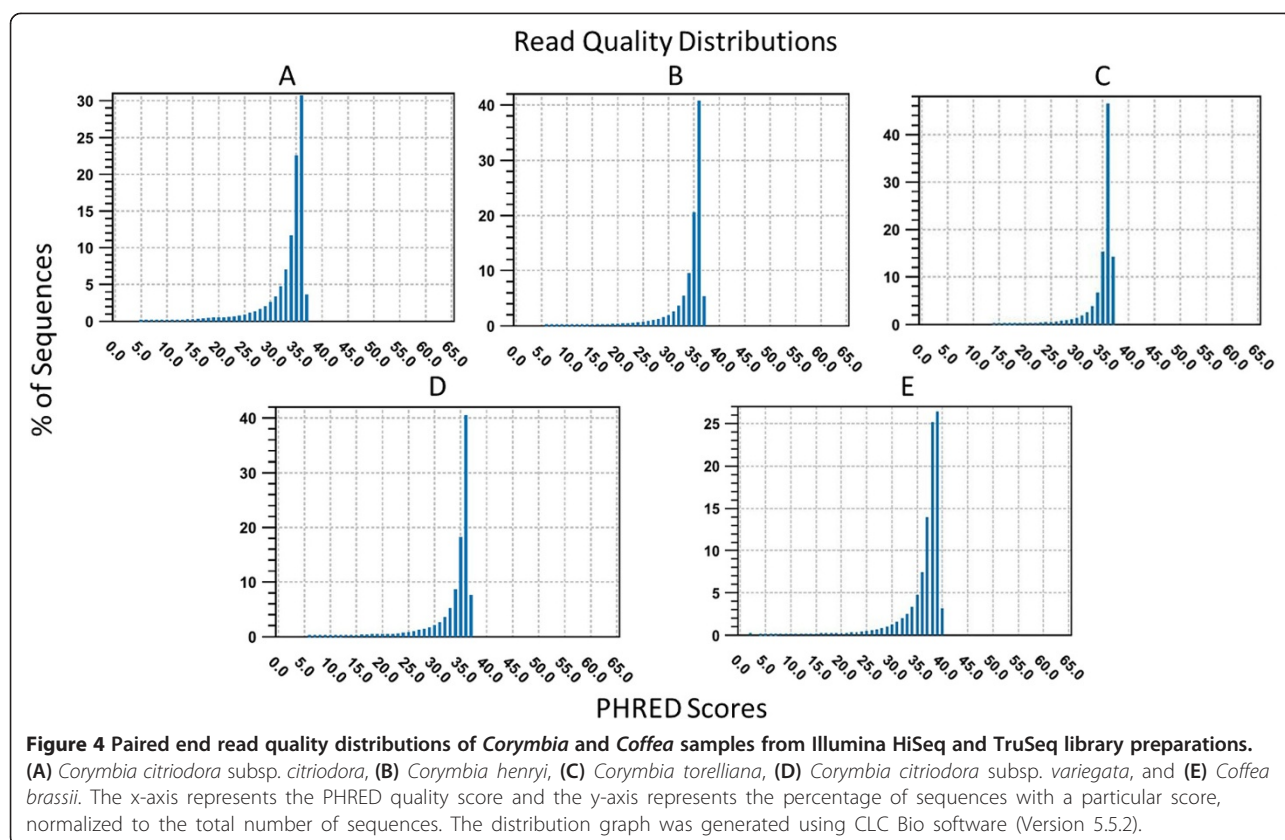 Read Quality Distributions
A
B
C
30
25
20
15
10
5
0
0.0 5.0 10.0 15.0 20.0 25.0 30.0 35.0 40.0 45.0 50.0 55.0 60.0 65.0
40
30
20
10
0
0.0 5.0 10.0 15.0 20.0 25.0 30.0 35.0 40.0 45.0 50.0 55.0 60.0 65.0
40
30
20
10
0
0.0 5.0 10.0 15.0 20.0 25.0 30.0 35.0 40.0 45.0 50.0 55.0 60.0 65.0
% of Sequences
D
E
40
30
20
10
0
0.0 5.0 10.0 15.0 20.0 25.0 30.0 35.0 40.0 45.0 50.0 55.0 60.0 65.0
25
20
15
10
5
0
0.0 5.0 10.0 15.0 20.0 25.0 30.0 35.0 40.0 45.0 50.0 55.0 60.0 65.0
PHRED Scores
Figure 4 Paired end read quality distributions of Corymbia and Coffea samples from Illumina HiSeq and TruSeq library preparations.
(A) Corymbia citriodora subsp. citriodora, (B) Corymbia henryi, (C) Corymbia torelliana, (D) Corymbia citriodora subsp. variegata, and (E) Coffea
brassii. The x-axis represents the PHRED quality score and the y-axis represents the percentage of sequences with a particular score,
normalized to the total number of sequences. The distribution graph was generated using CLC Bio software (Version 5.5.2).